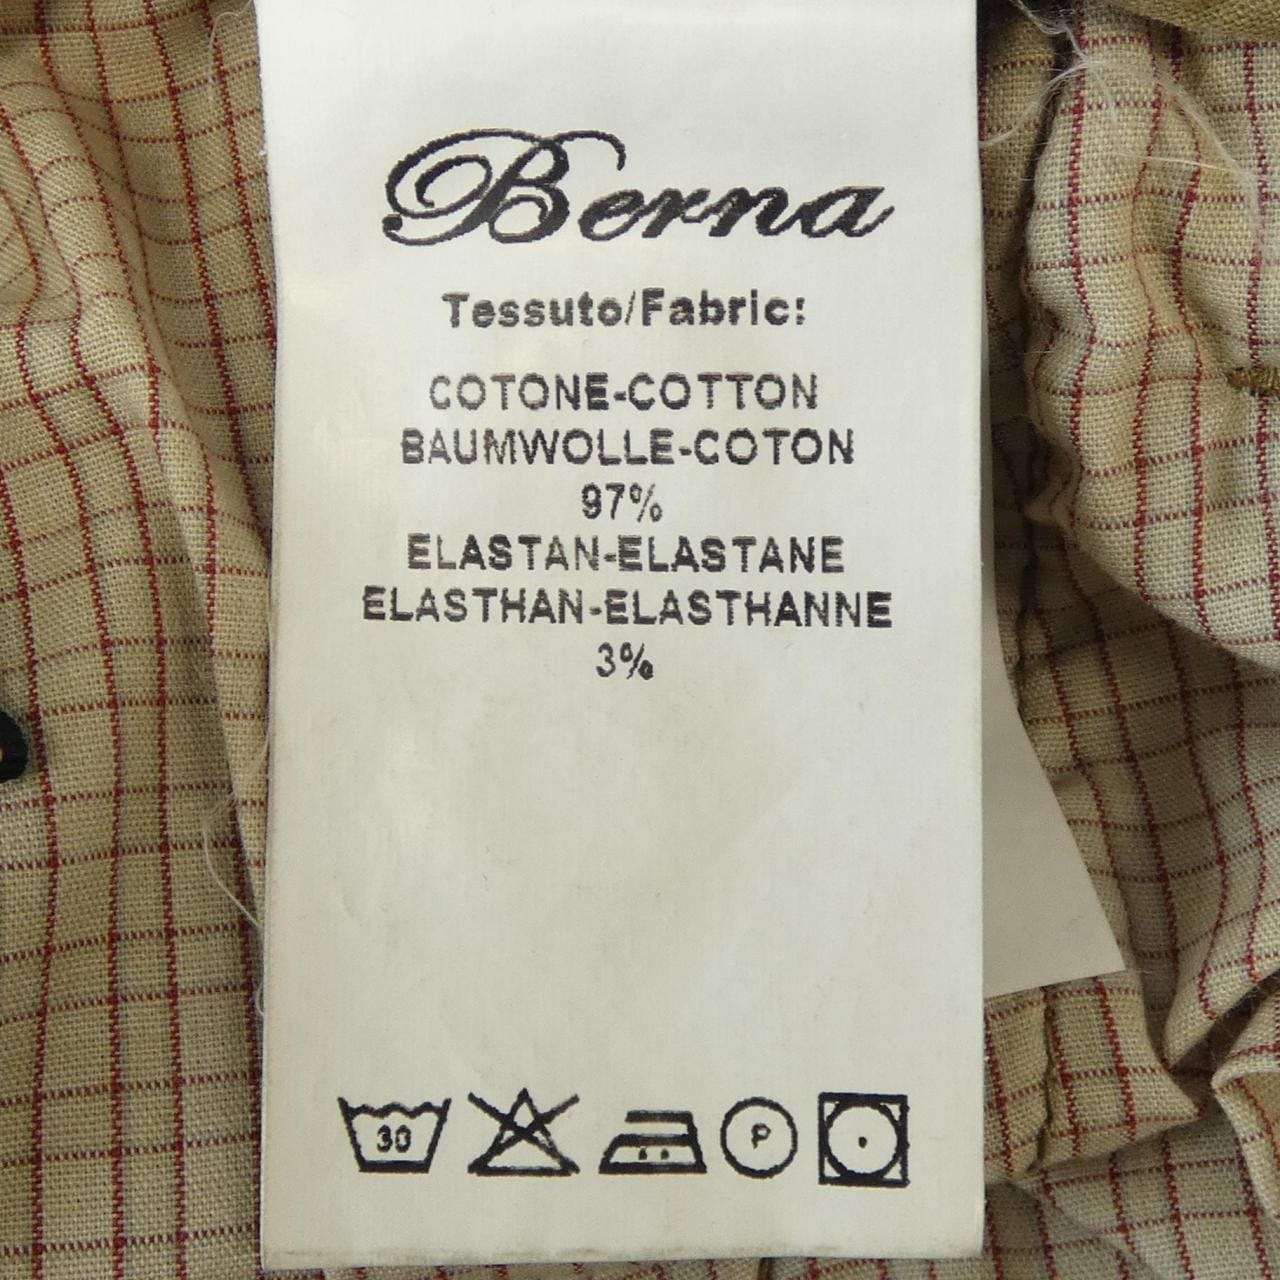 Berna
Tessuto/Fabric:
COTONE-COTTON
BAUMWOLLE-COTON
97%
ELASTAN-ELASTANE
ELASTHAN-ELASTHANNE
3%
30 P